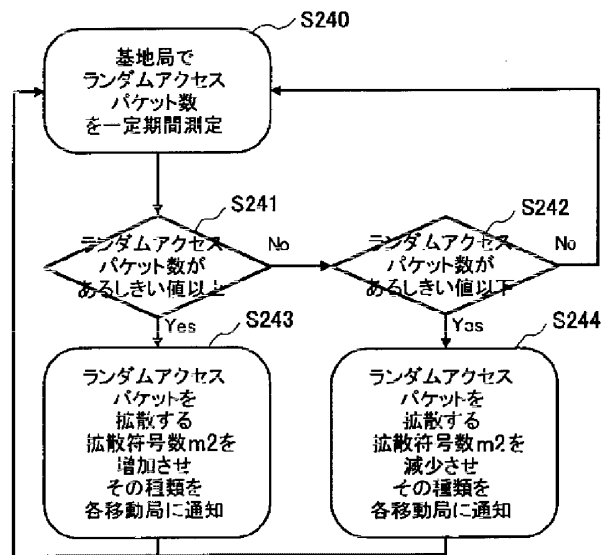 S240
基地局で
ランダムアクセス
パケット数
を一定期間測定
S241
ランダムアクセス
パケット数が
あるしきい値以上
No
Yes
S242
ランダムアクセス
パケット数が
あるしきい値以下
No
Yes
S243
ランダムアクセス
パケットを
拡散する
拡散符号数m2を
増加させ
その種類を
各移動局に通知
S244
ランダムアクセス
パケットを
拡散する
拡散符号数m2を
減少させ
その種類を
各移動局に通知